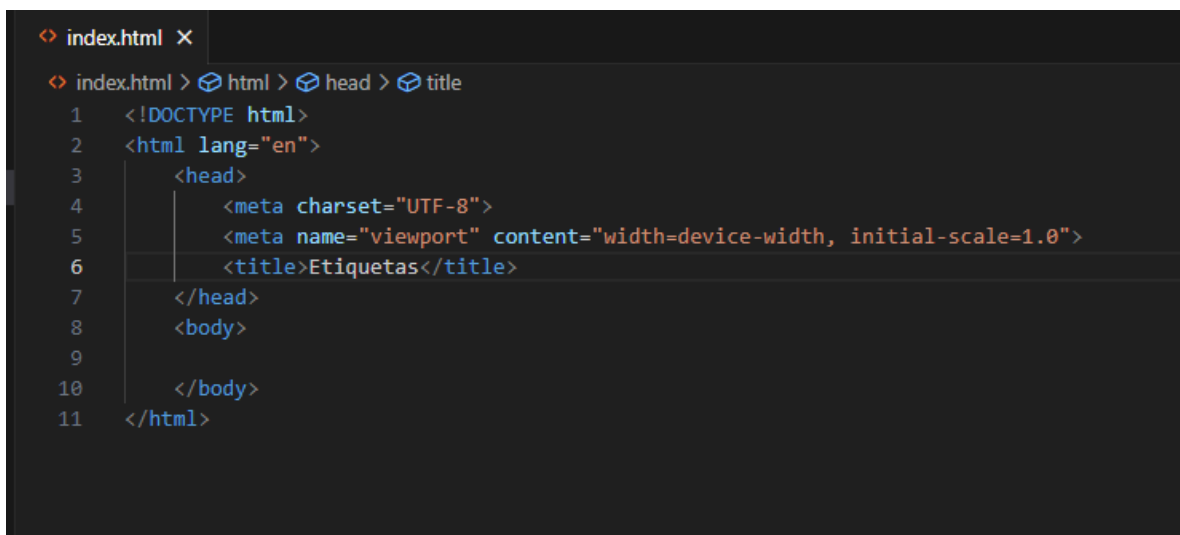 index.html
index.html > html > head > title
1 <!DOCTYPE html>
2 <html lang="en">
3 <head>
4 <meta charset="UTF-8">
5 <meta name="viewport" content="width=device-width, initial-scale=1.0">
6 <title>Etiquetas</title>
7 </head>
8 <body>
9
10 </body>
11 </html>